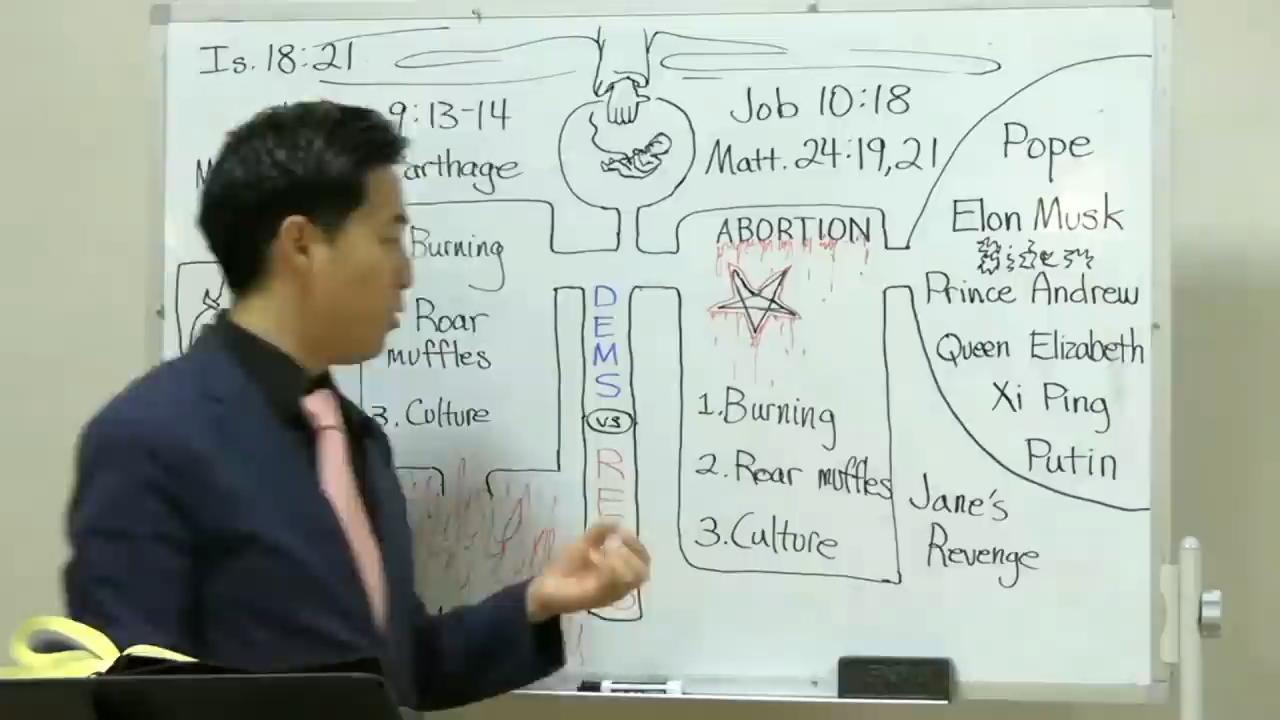 Is. 18:21
9:13-14
arthage
Burning
Roar
muffles
3. Culture
DEMS
VS
RE
Job 10:18
Matt. 24:19,21
ABORTION
1. Burning
2. Roar muffles
3. Culture
Pope
Elon Musk
Prince Andrew
Queen Elizabeth
Xi Ping
Putin
Jane's
Revenge